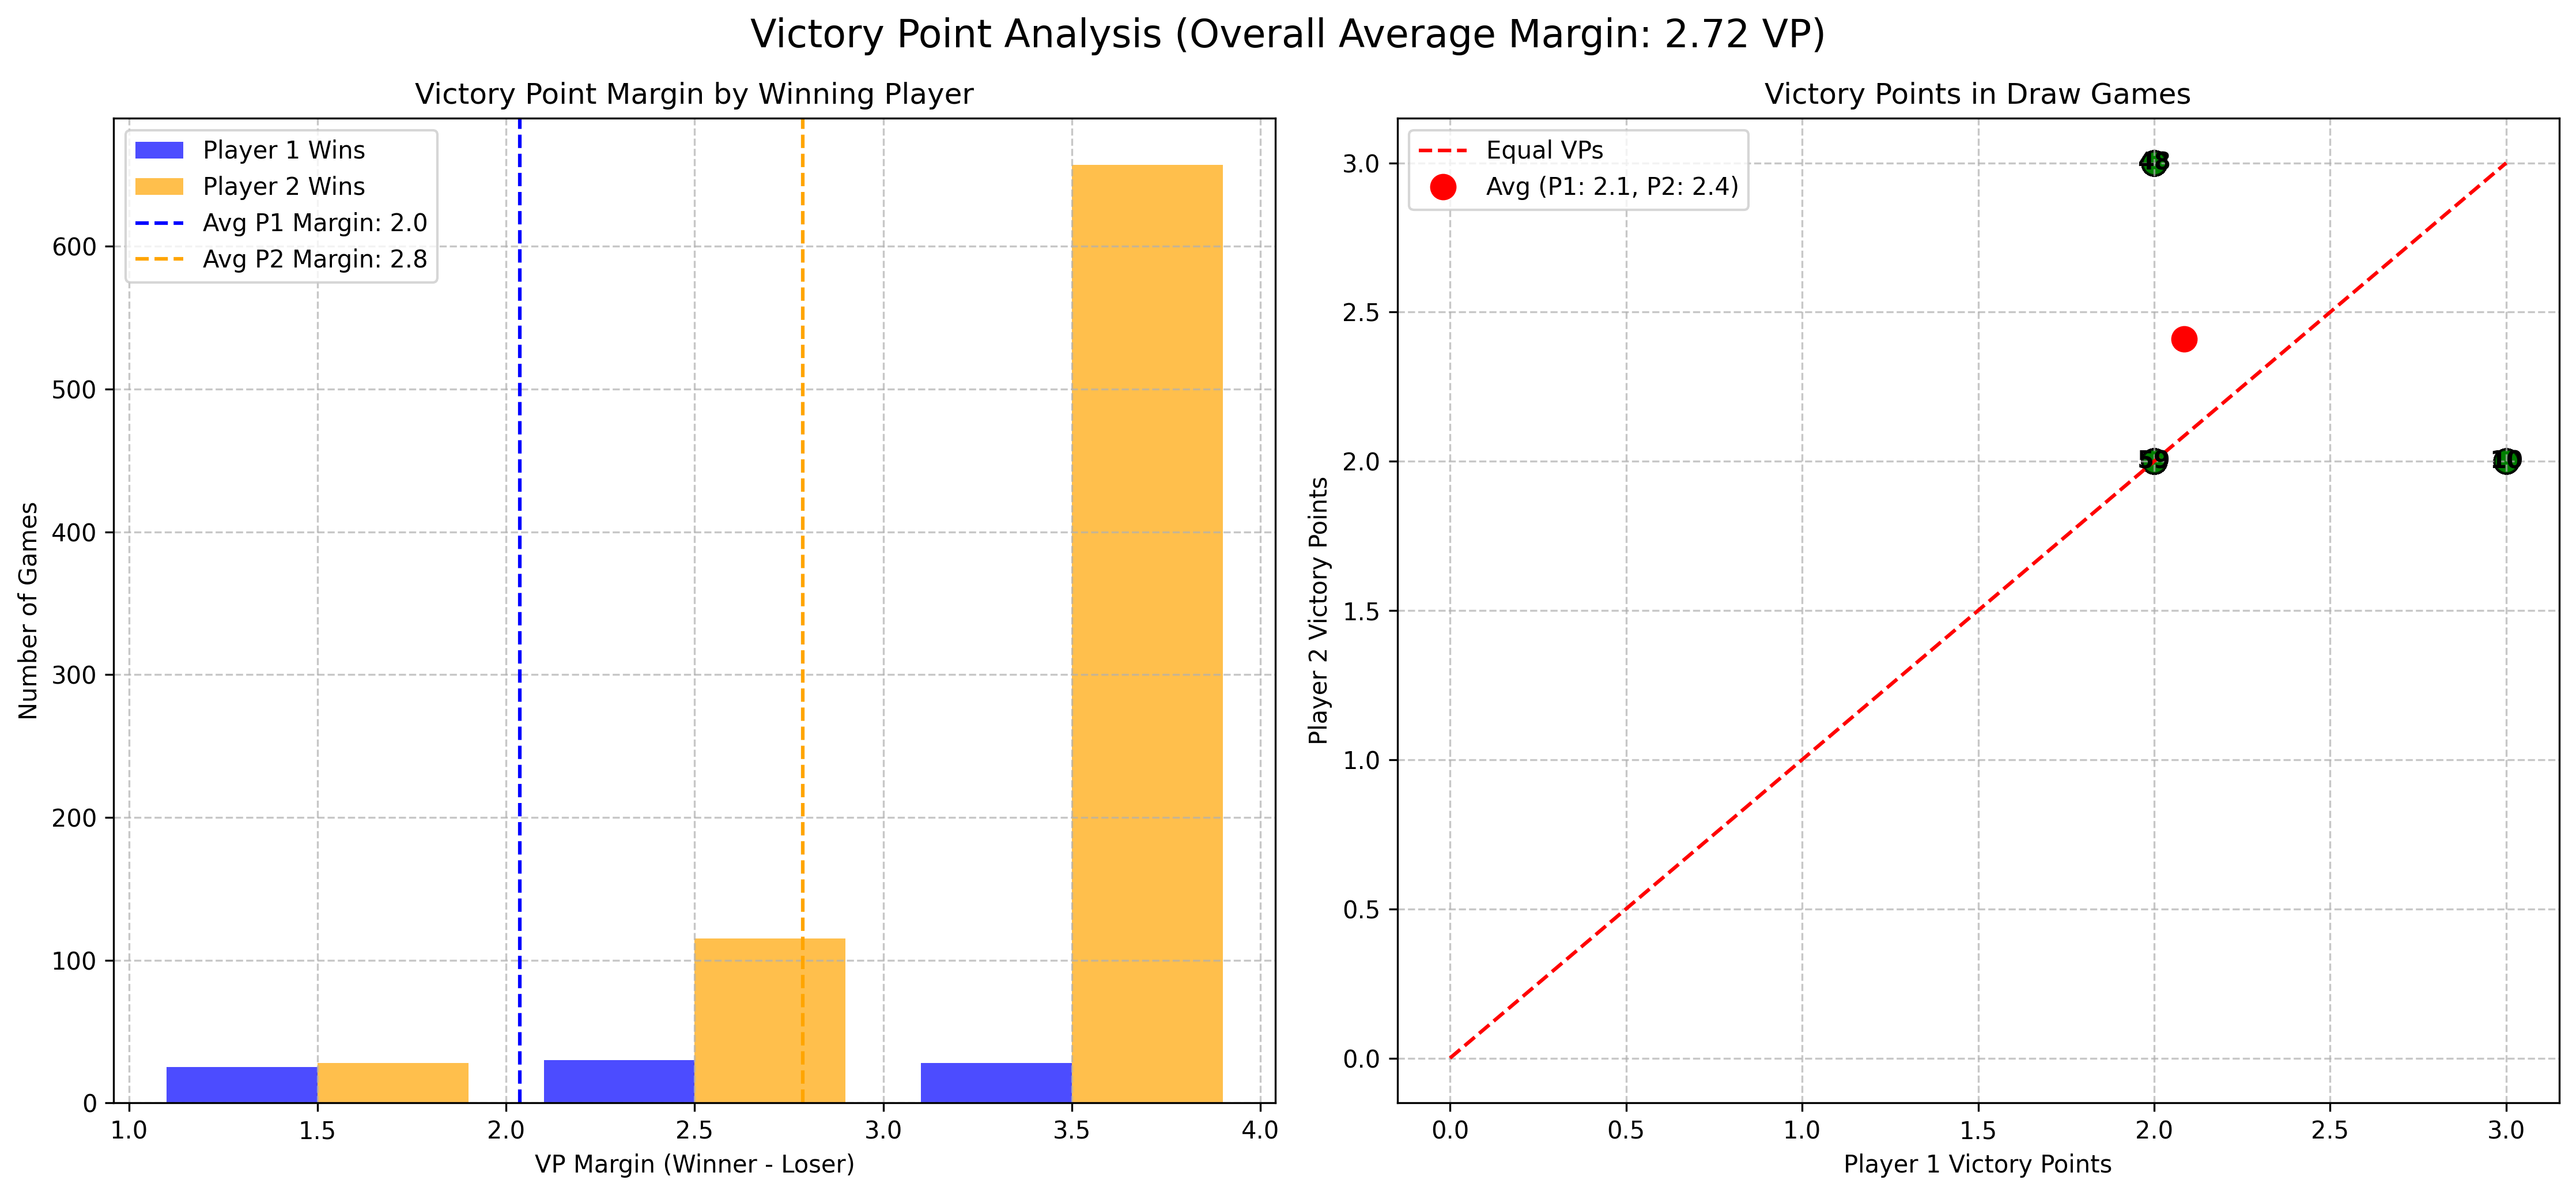 Victory Point Analysis (Overall Average Margin: 2.72 VP)
Victory Point Margin by Winning Player
Player 1 Wins
Player 2 Wins
Avg P1 Margin: 2.0
Avg P2 Margin: 2.8
Number of Games
600
500
400
300
200
100
0
1.0 1.5 2.0 2.5 3.0 3.5 4.0
VP Margin (Winner - Loser)
Victory Points in Draw Games
Equal VPs
Avg (P1: 2.1, P2: 2.4)
48
59
Player 2 Victory Points
3.0
2.5
2.0
1.5
1.0
0.5
0.0
0.0 0.5 1.0 1.5 2.0 2.5 3.0
Player 1 Victory Points